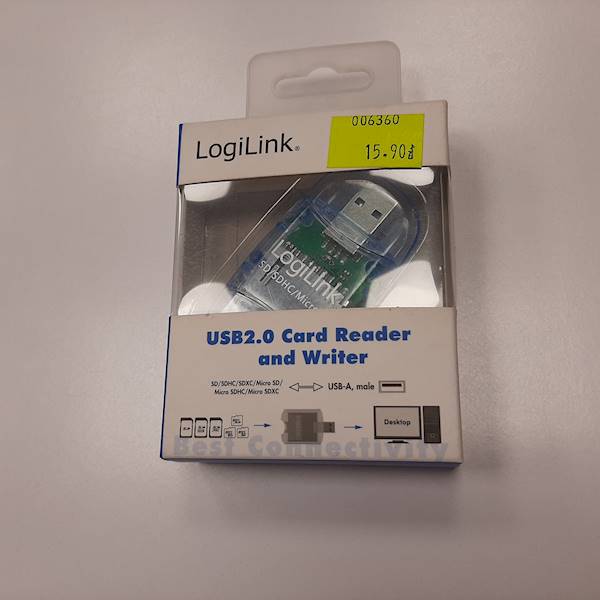 LogiLink®
006360
15.90zł
LogiLink
SD/SDHC/Micro
USB2.0 Card Reader
and Writer
SD/SDHC/SDXC/Micro SD/
Micro SDHC/Micro SDXC
USB-A, male
Desktop
Best Connectivity